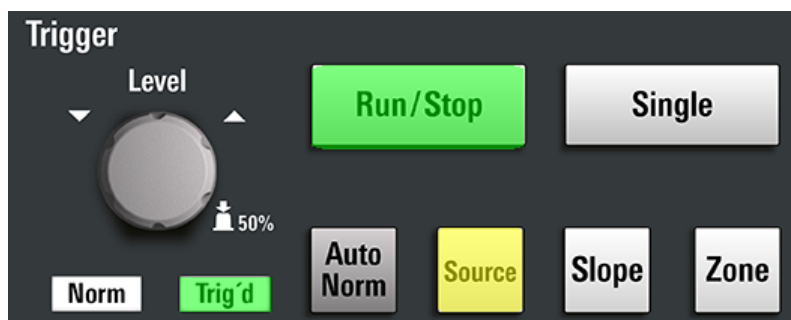 Trigger
Level
Run/Stop
Single
50%
Auto
Norm
Source
Slope
Zone
Norm
Trig´d